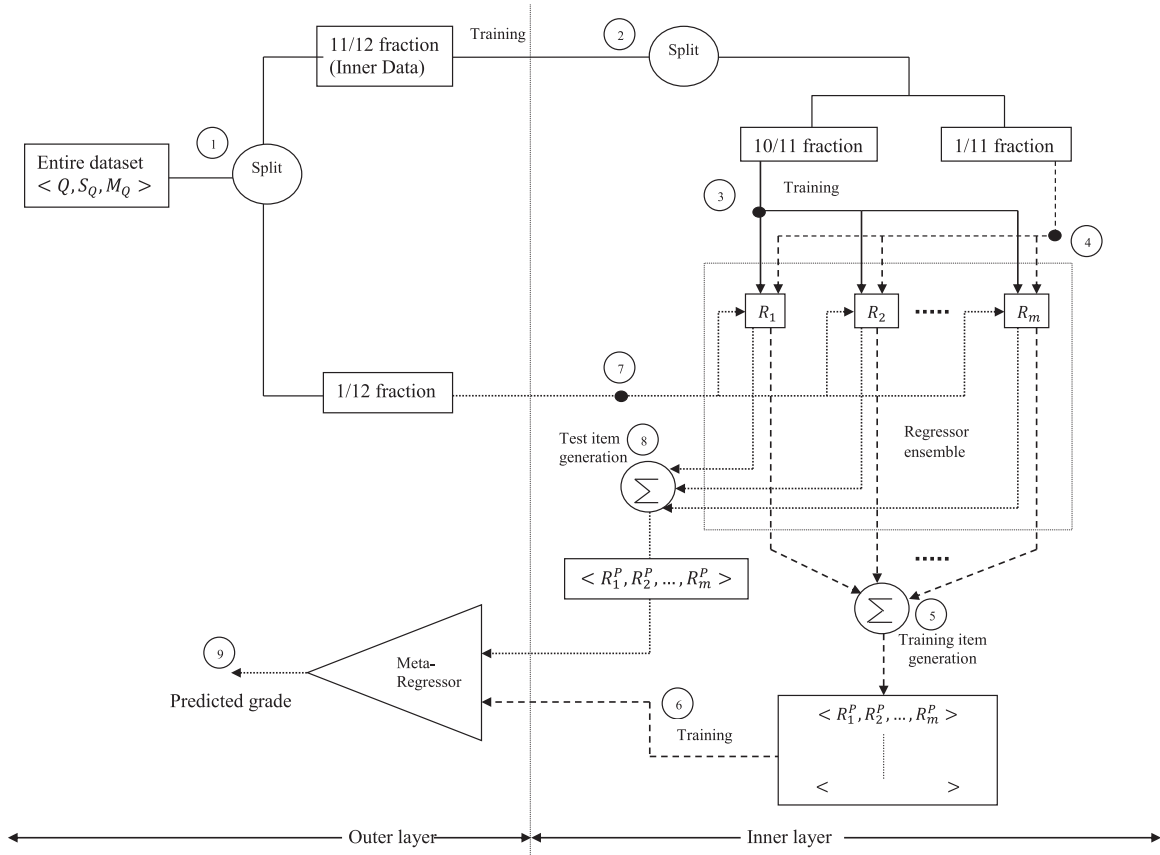 11/12 fraction
(Inner Data)
Training
2
Split
1
Entire dataset
< Q, S_Q, M_Q >
Split
10/11 fraction
1/11 fraction
3
Training
4
R_1
R_2
.....
R_m
7
1/12 fraction
8
Test item
generation
∑
Regressor
ensemble
.....
< R_1^P, R_2^P, ..., R_m^P >
∑
5
Training item
generation
9
Predicted grade
Meta-
Regressor
6
Training
< R_1^P, R_2^P, ..., R_m^P >
< >
Outer layer
Inner layer